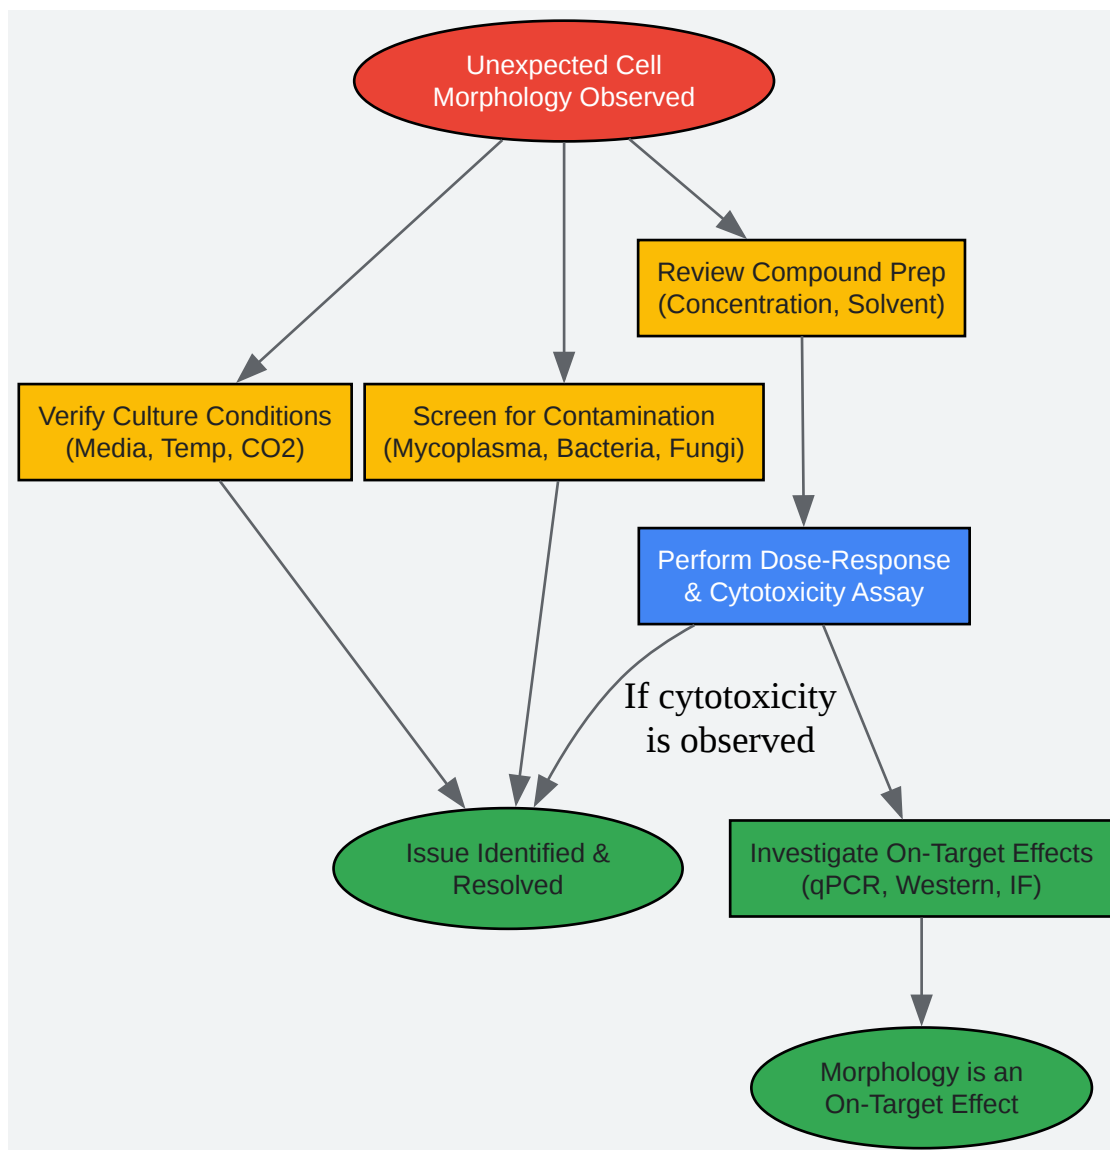 Unexpected Cell
Morphology Observed
Review Compound Prep
(Concentration, Solvent)
Verify Culture Conditions
(Media, Temp, CO2)
Screen for Contamination
(Mycoplasma, Bacteria, Fungi)
Perform Dose-Response
& Cytotoxicity Assay
If cytotoxicity
is observed
Issue Identified &
Resolved
Investigate On-Target Effects
(qPCR, Western, IF)
Morphology is an
On-Target Effect